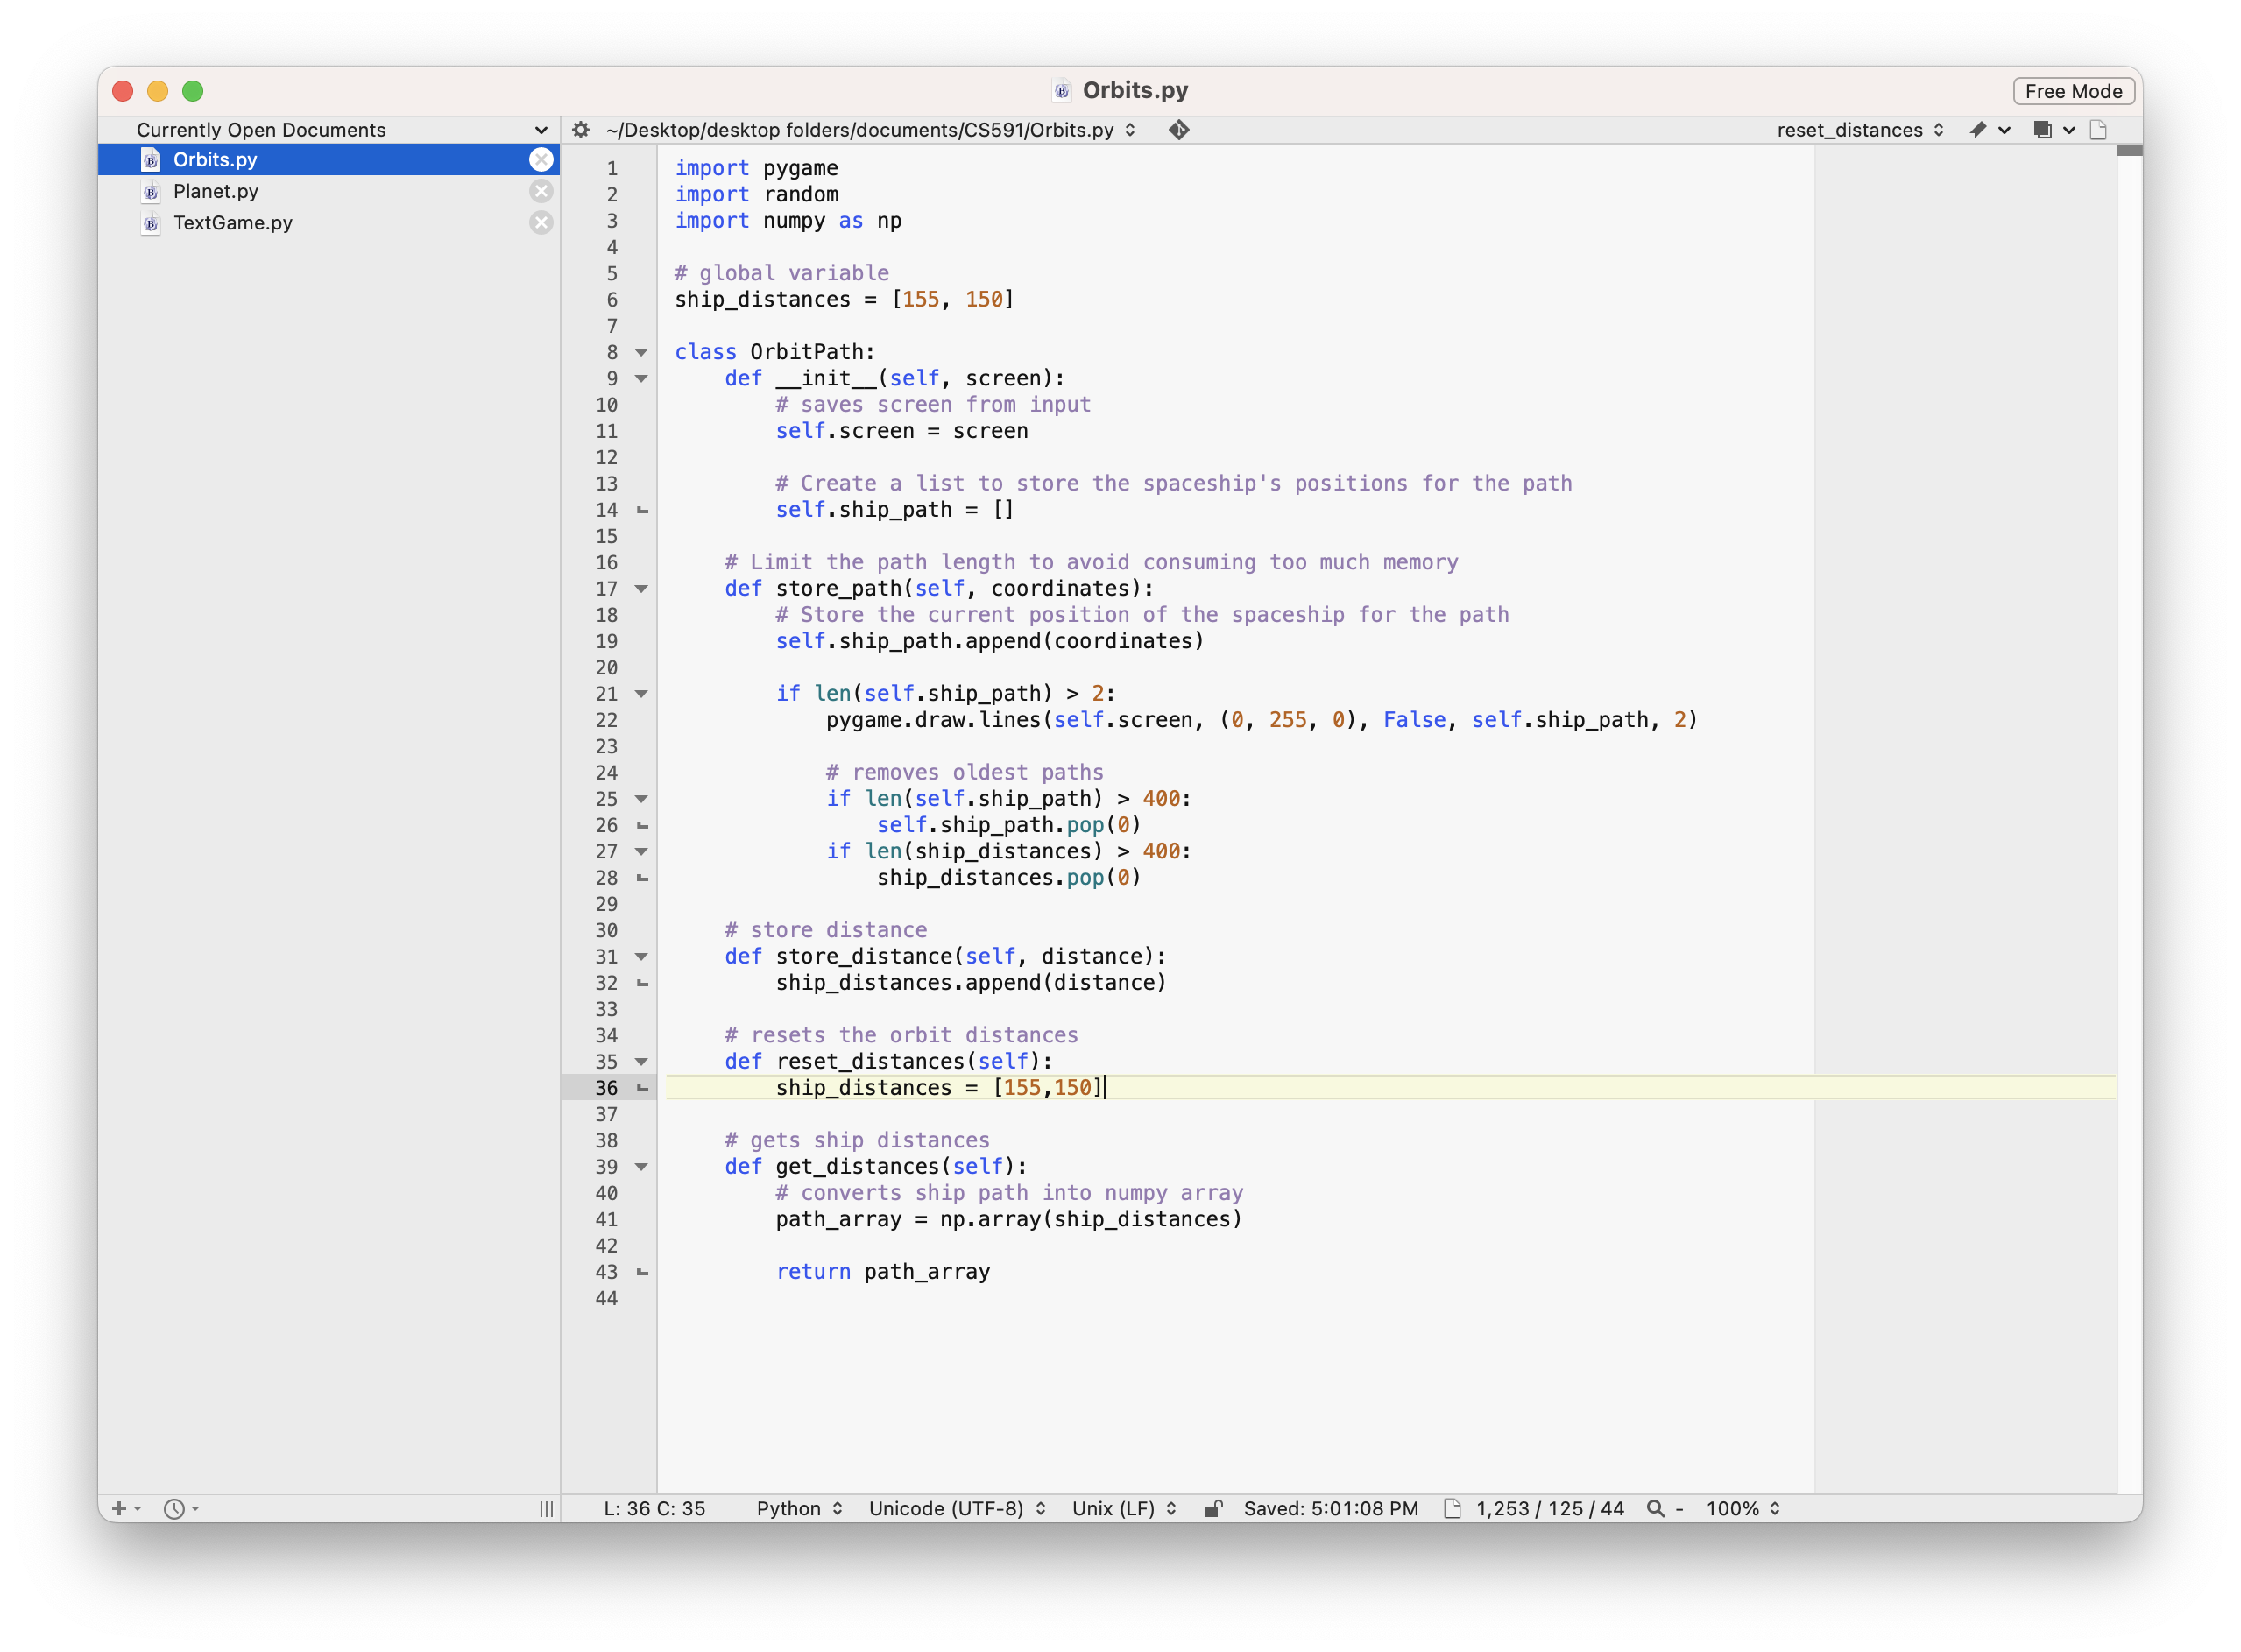 Orbits.py
Free Mode
Currently Open Documents
~/Desktop/desktop folders/documents/CS591/Orbits.py
reset_distances
Orbits.py
Planet.py
TextGame.py
1 import pygame
2 import random
3 import numpy as np
4
5 # global variable
6 ship_distances = [155, 150]
7
8 class OrbitPath:
9     def __init__(self, screen):
10         # saves screen from input
11         self.screen = screen
12
13         # Create a list to store the spaceship's positions for the path
14         self.ship_path = []
15
16     # Limit the path length to avoid consuming too much memory
17     def store_path(self, coordinates):
18         # Store the current position of the spaceship for the path
19         self.ship_path.append(coordinates)
20
21         if len(self.ship_path) > 2:
22             pygame.draw.lines(self.screen, (0, 255, 0), False, self.ship_path, 2)
23
24             # removes oldest paths
25             if len(self.ship_path) > 400:
26                 self.ship_path.pop(0)
27             if len(ship_distances) > 400:
28                 ship_distances.pop(0)
29
30     # store distance
31     def store_distance(self, distance):
32         ship_distances.append(distance)
33
34     # resets the orbit distances
35     def reset_distances(self):
36         ship_distances = [155,150]
37
38     # gets ship distances
39     def get_distances(self):
40         # converts ship path into numpy array
41         path_array = np.array(ship_distances)
42
43         return path_array
44
L: 36 C: 35 Python Unicode (UTF-8) Unix (LF) Saved: 5:01:08 PM 1,253 / 125 / 44 - 100%